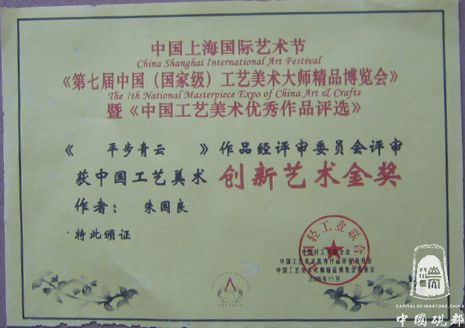 中国上海国际艺术节
China Shanghai International Art Festival
《第七届中国（国家级）工艺美术大师精品博览会》
The 7th National Masterpiece Expo of China Art & Crafts
暨《中国工艺美术优秀作品评选》
《 平步青云 》作品经评审委员会评审
获中国工艺美术 创新艺术金奖
作者： 朱国良
特此颁证
CAPITAL OF INKSTONE, CHINA
中国砚都